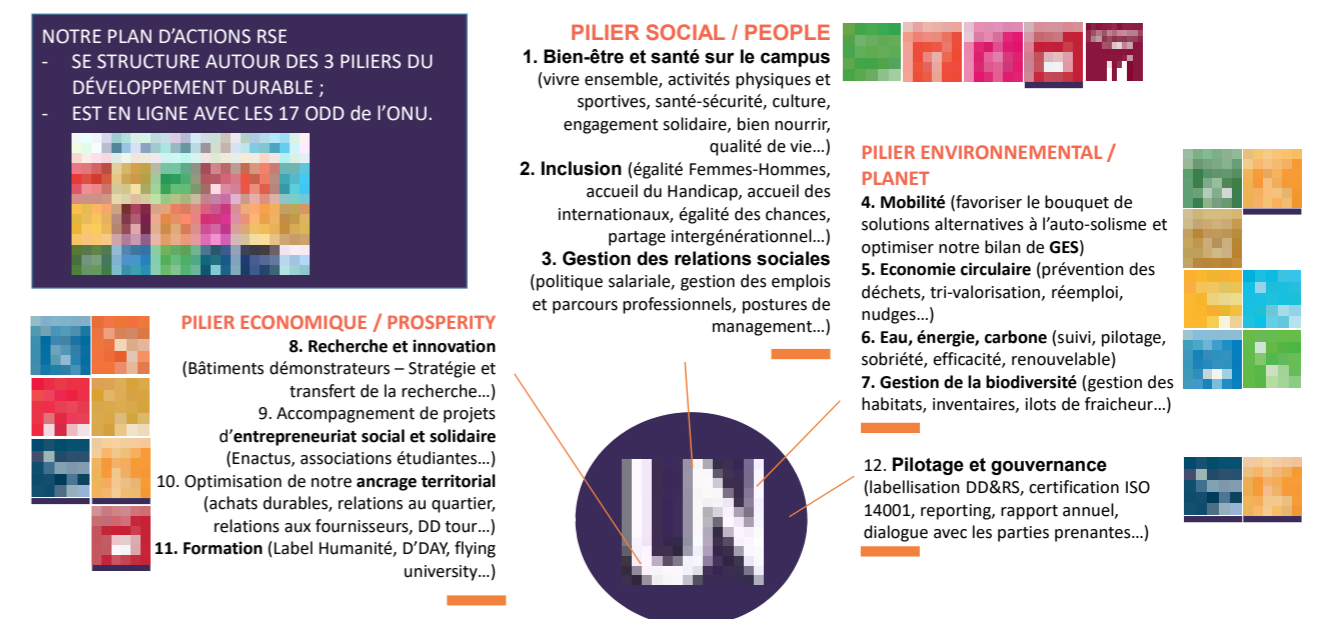 NOTRE PLAN D'ACTIONS RSE
- SE STRUCTURE AUTOUR DES 3 PILIERS DU
DÉVELOPPEMENT DURABLE ;
- EST EN LIGNE AVEC LES 17 ODD de l'ONU.
PILIER SOCIAL / PEOPLE
1. Bien-être et santé sur le campus
(vivre ensemble, activités physiques et
sportives, santé-sécurité, culture,
engagement solidaire, bien nourrir,
qualité de vie…)
2. Inclusion (égalité Femmes-Hommes,
accueil du Handicap, accueil des
internationaux, égalité des chances,
partage intergénérationnel…)
3. Gestion des relations sociales
(politique salariale, gestion des emplois
et parcours professionnels, postures de
management…)
PILIER ENVIRONNEMENTAL /
PLANET
4. Mobilité (favoriser le bouquet de
solutions alternatives à l'auto-solisme et
optimiser notre bilan de GES)
5. Economie circulaire (prévention des
déchets, tri-valorisation, réemploi,
nudges…)
6. Eau, énergie, carbone (suivi, pilotage,
sobriété, efficacité, renouvelable)
7. Gestion de la biodiversité (gestion des
habitats, inventaires, ilots de fraicheur…)
PILIER ECONOMIQUE / PROSPERITY
8. Recherche et innovation
(Bâtiments démonstrateurs – Stratégie et
transfert de la recherche…)
9. Accompagnement de projets
d'entrepreneuriat social et solidaire
(Enactus, associations étudiantes…)
10. Optimisation de notre ancrage territorial
(achats durables, relations au quartier,
relations aux fournisseurs, DD tour…)
11. Formation (Label Humanité, D'DAY, flying
university…)
12. Pilotage et gouvernance
(labellisation DD&RS, certification ISO
14001, reporting, rapport annuel,
dialogue avec les parties prenantes…)